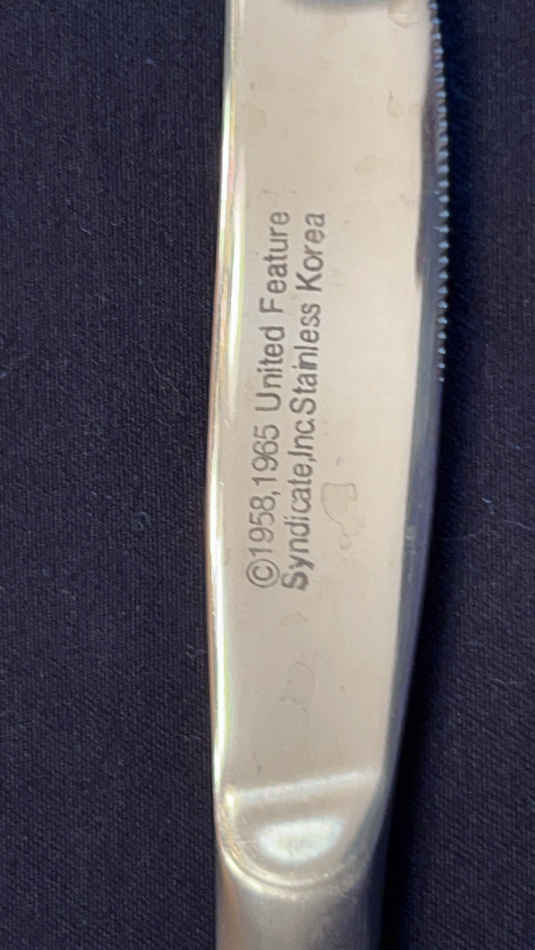 ©1958,1965 United Feature
Syndicate,Inc.Stainless Korea